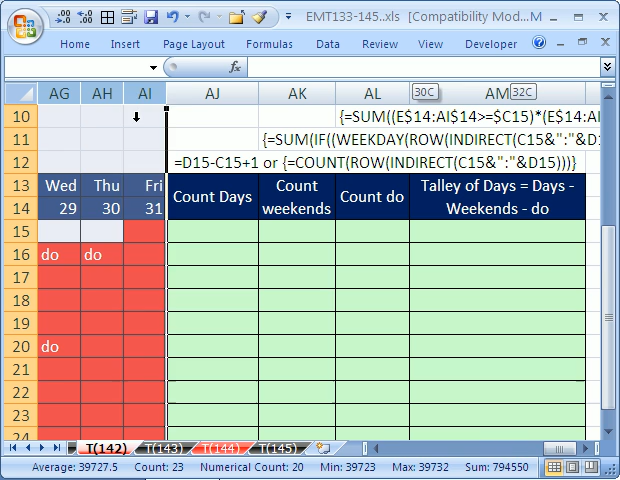 EMT133-145..xls [Compatibility Mod... M
Home Insert Page Layout Formulas Data Review View Developer
fx
AG AH AI AJ AK AL 30C AM 32C
10 {=SUM((E$14:AI$14>=$C15)*(E$14:AI
11 {=SUM(IF((WEEKDAY(ROW(INDIRECT(C15&":"&D1
12 =D15-C15+1 or {=COUNT(ROW(INDIRECT(C15&":"&D15)))}
13 Wed Thu Fri Count Days Count weekends Count do Talley of Days = Days - Weekends - do
14 29 30 31
15
16 do do
17
18
19
20 do
21
22
23
24
T(142) T(143) T(144) T(145)
Average: 39727.5 Count: 23 Numerical Count: 20 Min: 39723 Max: 39732 Sum: 794550